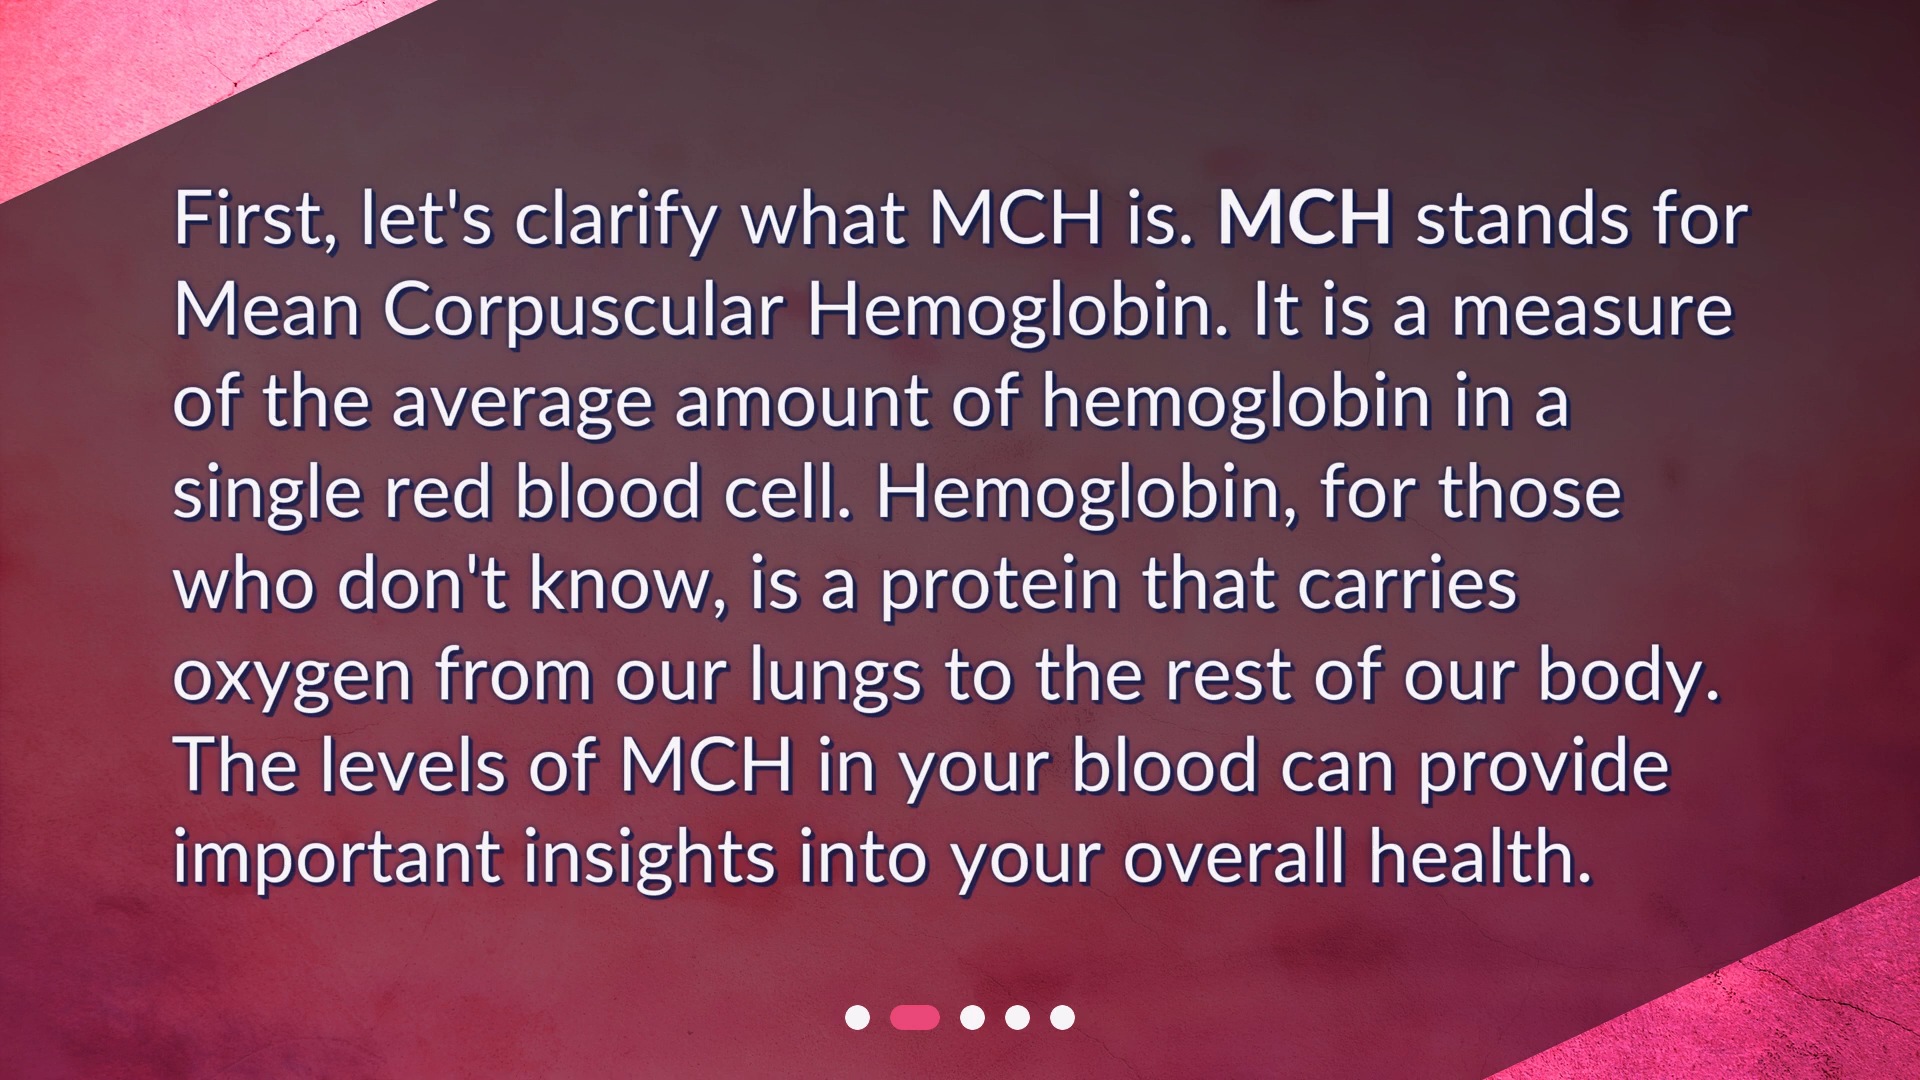 First, let's clarify what MCH is. MCH stands for
Mean Corpuscular Hemoglobin. It is a measure
of the average amount of hemoglobin in a
single red blood cell. Hemoglobin, for those
who don't know, is a protein that carries
oxygen from our lungs to the rest of our body.
The levels of MCH in your blood can provide
important insights into your overall health.